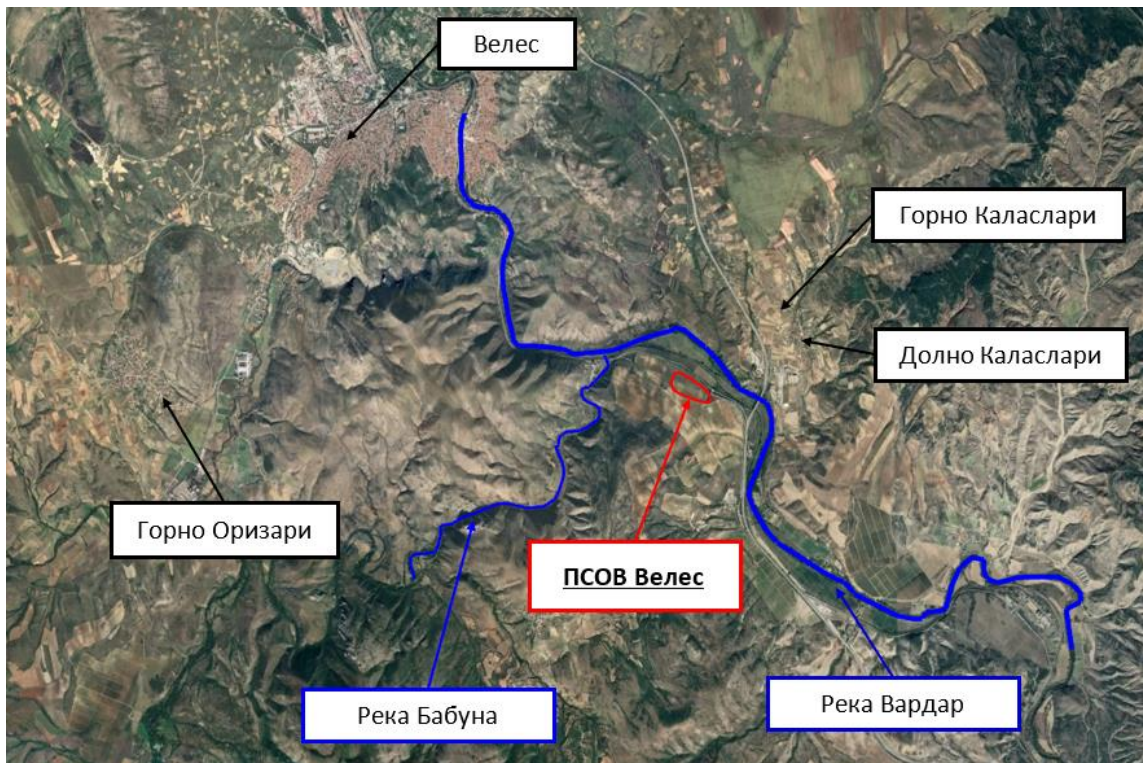 Велес
Горно Каласлари
Долно Каласлари
Горно Оризари
ПСОВ Велес
Река Бабуна
Река Вардар